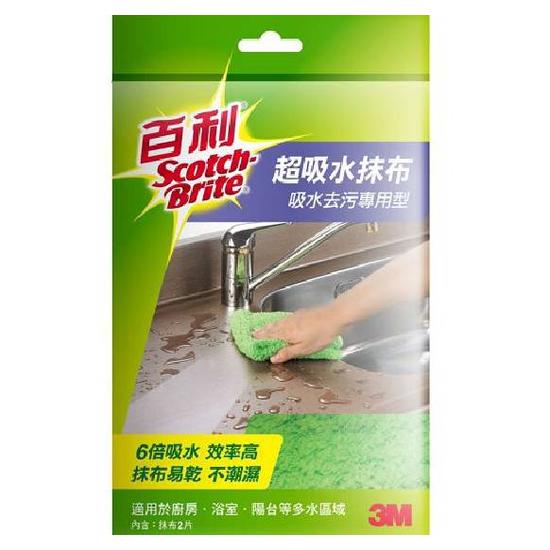 百利
Scotch-
Brite
超吸水抹布
吸水去污專用型
6倍吸水 效率高
抹布易乾 不潮濕
適用於廚房、浴室、陽台等多水區域
內含：抹布2片
3M